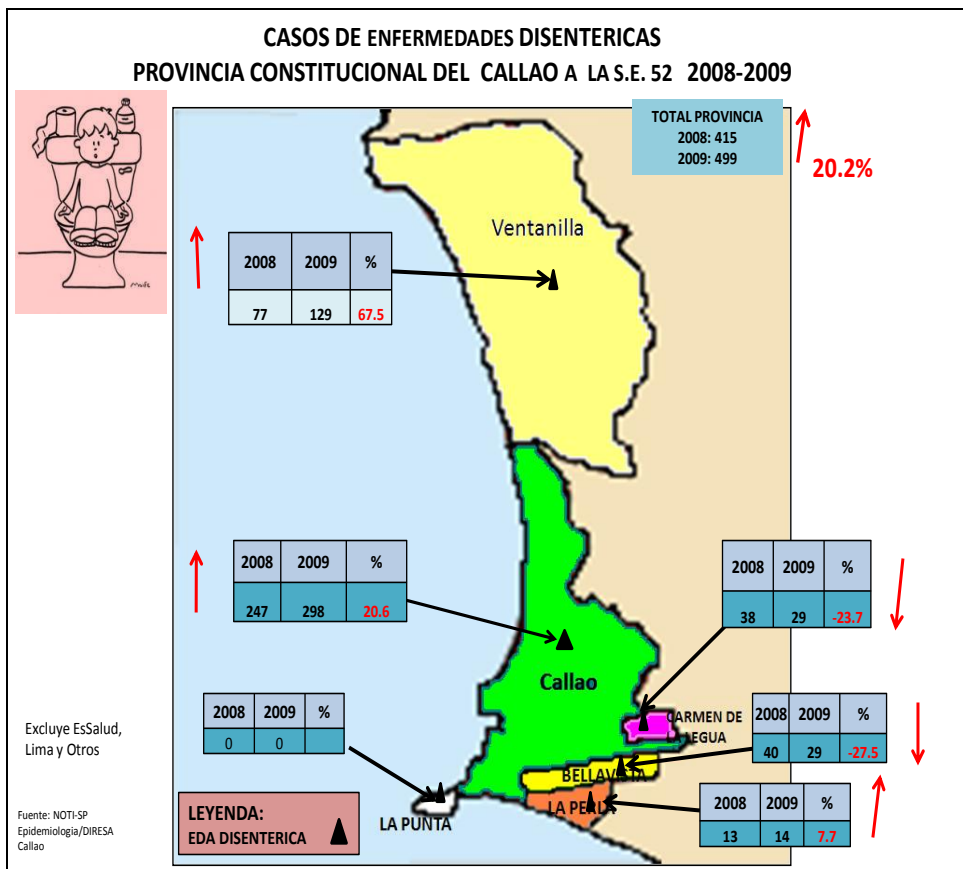 CASOS DE ENFERMEDADES DISENTERICAS
PROVINCIA CONSTITUCIONAL DEL CALLAO A LA S.E. 52 2008-2009
TOTAL PROVINCIA
2008: 415
2009: 499
20.2%
Ventanilla
2008 2009 %
77 129 67.5
2008 2009 %
247 298 20.6
2008 2009 %
38 29 -23.7
Callao
2008 2009 %
0 0
CARMEN DE
LA LEGUA
2008 2009 %
40 29 -27.5
BELLAVISTA
LA PERLA
2008 2009 %
13 14 7.7
LA PUNTA
Excluye EsSalud,
Lima y Otros
LEYENDA:
EDA DISENTERICA
Fuente: NOTI-SP
Epidemiologia/DIRESA
Callao